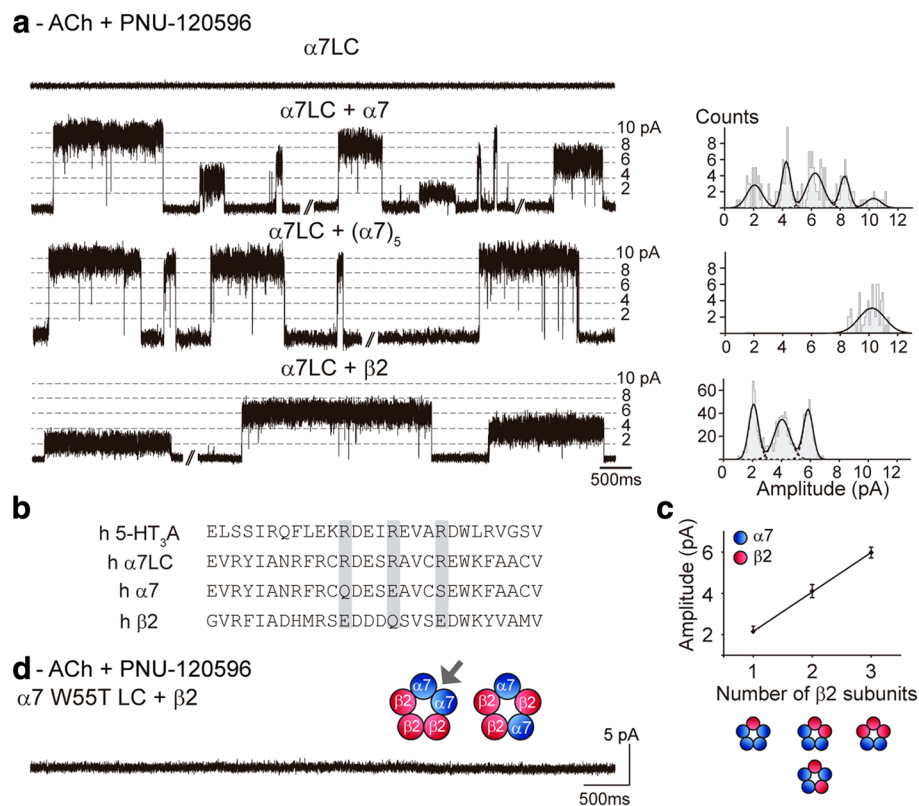 a - ACh + PNU-120596
α7LC
α7LC + α7
10 pA
8
6
4
2
Counts
10
8
6
4
2
0 2 4 6 8 10 12
α7LC + (α7)5
10 pA
8
6
4
2
8
6
4
2
0 2 4 6 8 10 12
α7LC + β2
10 pA
8
6
4
2
500ms
60
40
20
0 2 4 6 8 10 12
Amplitude (pA)
b
h 5-HT3A ELSSIRQFLEKRDEIREVARDWLRVGSV
h α7LC EVRYIANRFRCRDESRAVCREWKFAACV
h α7 EVRYIANRFRCQDESEAVCSEWKFAACV
h β2 GVRFIADHMRSEDDDQSVSEDWKYVAMV
c
α7
β2
Amplitude (pA)
6
4
2
1 2 3
Number of β2 subunits
d - ACh + PNU-120596
α7 W55T LC + β2
α7 α7 β2 β2 β2
α7 β2 α7 β2 β2
5 pA
500ms